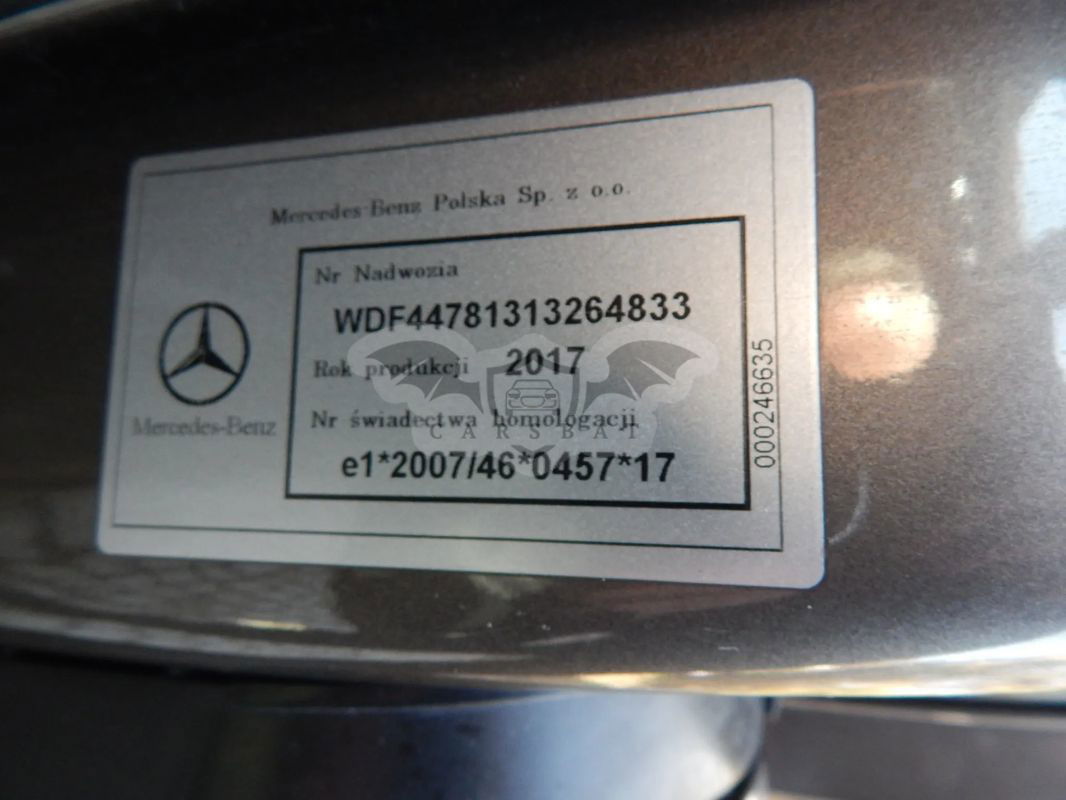 Mercedes-Benz Polska Sp. z o.o.
Nr Nadwozia
WDF44781313264833
Rok produkcji 2017
Nr świadectwa homologacji
e1*2007/46*0457*17
Mercedes-Benz
000246635
CARSBAT